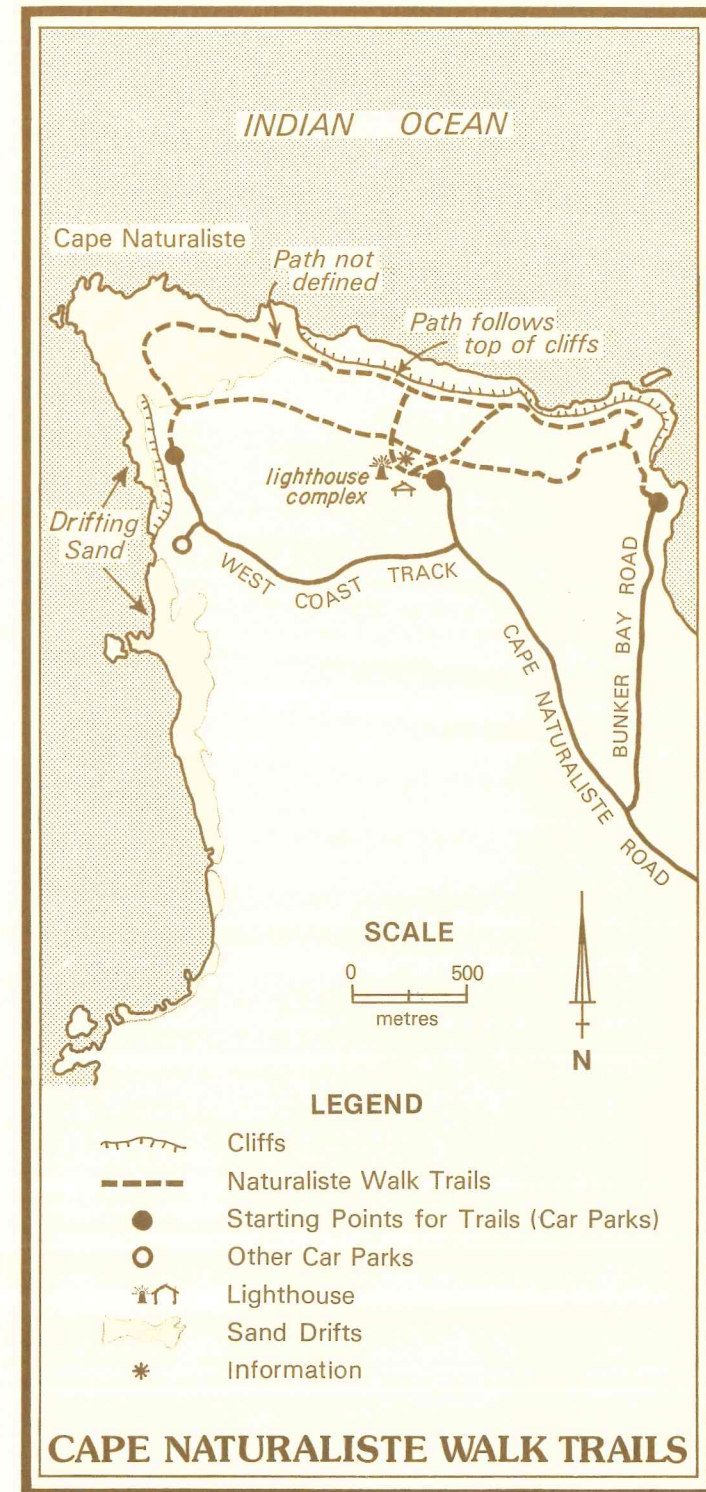 INDIAN OCEAN
Cape Naturaliste
Path not
defined
Path follows
top of cliffs
lighthouse
complex
Drifting
Sand
WEST COAST TRACK
CAPE NATURALISTE ROAD
BUNKER BAY ROAD
SCALE
0 500
metres
N
LEGEND
Cliffs
Naturaliste Walk Trails
Starting Points for Trails (Car Parks)
Other Car Parks
Lighthouse
Sand Drifts
Information
CAPE NATURALISTE WALK TRAILS